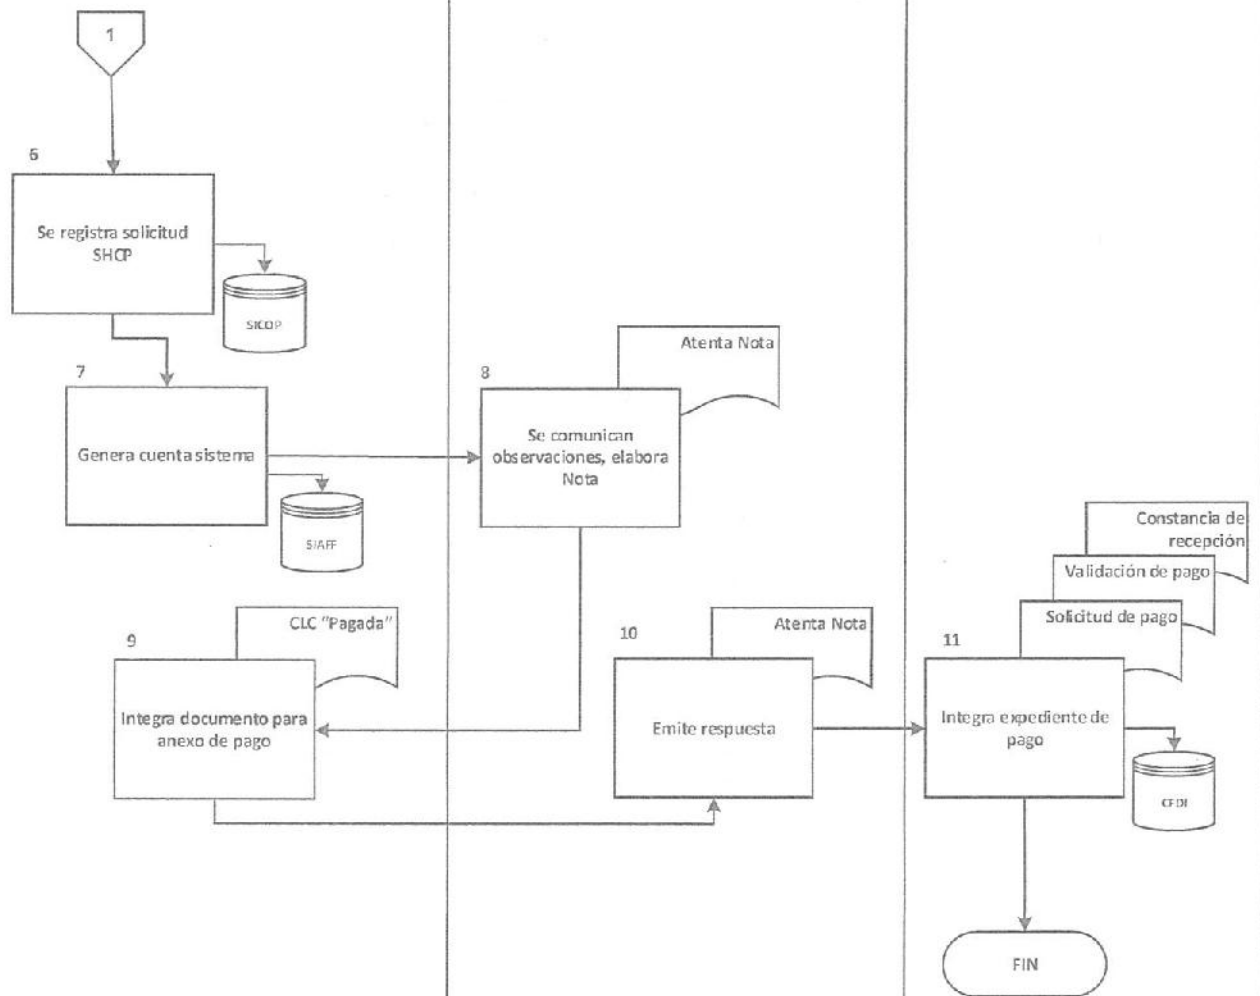 1
6
Se registra solicitud
SHCP
SICOP
7
Genera cuenta sistema
SIAFF
8
Atenta Nota
Se comunican
observaciones, elabora
Nota
9
CLC "Pagada"
Integra documento para
anexo de pago
10
Atenta Nota
Emite respuesta
11
Constancia de
recepción
Validación de pago
Solicitud de pago
Integra expediente de
pago
CFDI
FIN